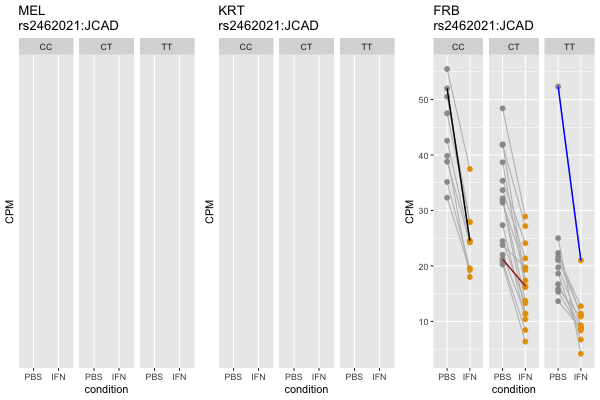 MEL
rs2462021:JCAD
CC CT TT
CPM
PBS IFN PBS IFN PBS IFN
condition
KRT
rs2462021:JCAD
CC CT TT
CPM
PBS IFN PBS IFN PBS IFN
condition
FRB
rs2462021:JCAD
CC CT TT
50
40
30
20
10
CPM
PBS IFN PBS IFN PBS IFN
condition